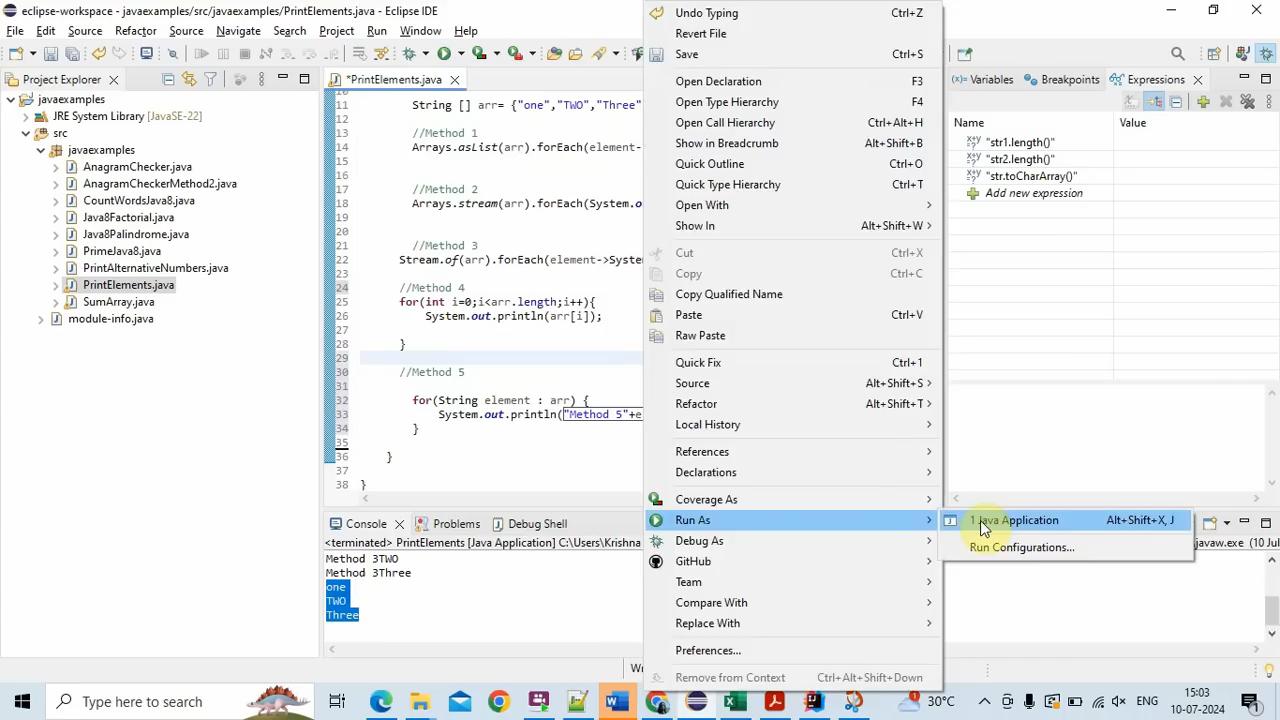 eclipse-workspace - javaexamples/src/javaexamples/PrintElements.java - Eclipse IDE
File Edit Source Refactor Source Navigate Search Project Run Window Help
Project Explorer
javaexamples
JRE System Library [JavaSE-22]
src
javaexamples
AnagramChecker.java
AnagramCheckerMethod2.java
CountWordsJava8.java
Java8Factorial.java
Java8Palindrome.java
PrimeJava8.java
PrintAlternativeNumbers.java
PrintElements.java
SumArray.java
module-info.java
*PrintElements.java
10
11 String [] arr= {"one","TWO","Three"
12
13 //Method 1
14 Arrays.asList(arr).forEach(element-
15
16
17 //Method 2
18 Arrays.stream(arr).forEach(System.o
19
20
21 //Method 3
22 Stream.of(arr).forEach(element->Sys
23
24 //Method 4
25 for(int i=0;i<arr.length;i++){
26 System.out.println(arr[i]);
27
28 }
29
30 //Method 5
31
32 for(String element : arr) {
33 System.out.println("Method 5"+e
34 }
35
36 }
37
38 }
Console Problems Debug Shell
<terminated> PrintElements [Java Application] C:\Users\Krishna
javaw.exe (10 Jul
Method 3TWO
Method 3Three
one
TWO
Three
Undo Typing Ctrl+Z
Revert File
Save Ctrl+S
Open Declaration F3
Open Type Hierarchy F4
Open Call Hierarchy Ctrl+Alt+H
Show in Breadcrumb Alt+Shift+B
Quick Outline Ctrl+O
Quick Type Hierarchy Ctrl+T
Open With
Show In Alt+Shift+W
Cut Ctrl+X
Copy Ctrl+C
Copy Qualified Name
Paste Ctrl+V
Raw Paste
Quick Fix Ctrl+1
Source Alt+Shift+S
Refactor Alt+Shift+T
Local History
References
Declarations
Coverage As
Run As
Debug As
GitHub
Team
Compare With
Replace With
Preferences...
Remove from Context Ctrl+Alt+Shift+Down
1 Java Application Alt+Shift+X, J
Run Configurations...
Variables Breakpoints Expressions
Name Value
"str1.length()"
"str2.length()"
"str.toCharArray()"
Add new expression
Type here to search
30°C
ENG
15:03
10-07-2024